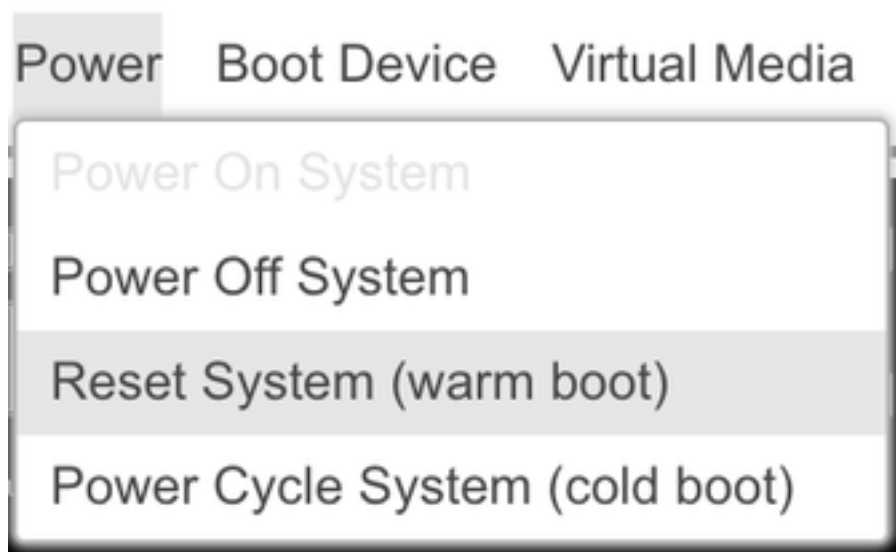 Power Boot Device Virtual Media
Power On System
Power Off System
Reset System (warm boot)
Power Cycle System (cold boot)